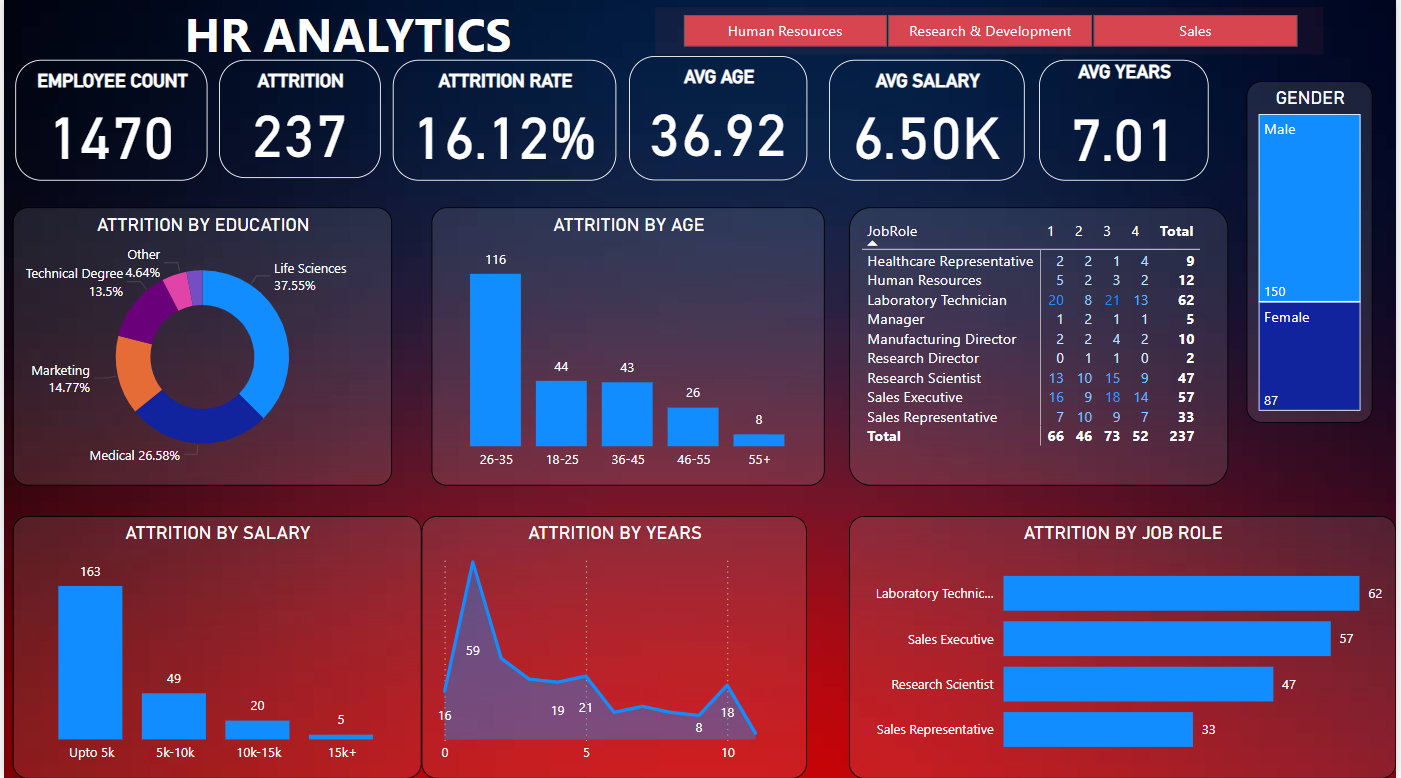 HR ANALYTICS
Human Resources
Research & Development
Sales
EMPLOYEE COUNT
1470
ATTRITION
237
ATTRITION RATE
16.12%
AVG AGE
36.92
AVG SALARY
6.50K
AVG YEARS
7.01
GENDER
Male
150
Female
87
ATTRITION BY EDUCATION
Other
4.64%
Technical Degree
13.5%
Life Sciences
37.55%
Marketing
14.77%
Medical 26.58%
ATTRITION BY AGE
116
44
43
26
8
26-35
18-25
36-45
46-55
55+
JobRole 1 2 3 4 Total
Healthcare Representative 2 2 1 4 9
Human Resources 5 2 3 2 12
Laboratory Technician 20 8 21 13 62
Manager 1 2 1 1 5
Manufacturing Director 2 2 4 2 10
Research Director 0 1 1 0 2
Research Scientist 13 10 15 9 47
Sales Executive 16 9 18 14 57
Sales Representative 7 10 9 7 33
Total 66 46 73 52 237
ATTRITION BY SALARY
163
49
20
5
Upto 5k
5k-10k
10k-15k
15k+
ATTRITION BY YEARS
16
59
19
21
8
18
0
5
10
ATTRITION BY JOB ROLE
Laboratory Technic... 62
Sales Executive 57
Research Scientist 47
Sales Representative 33